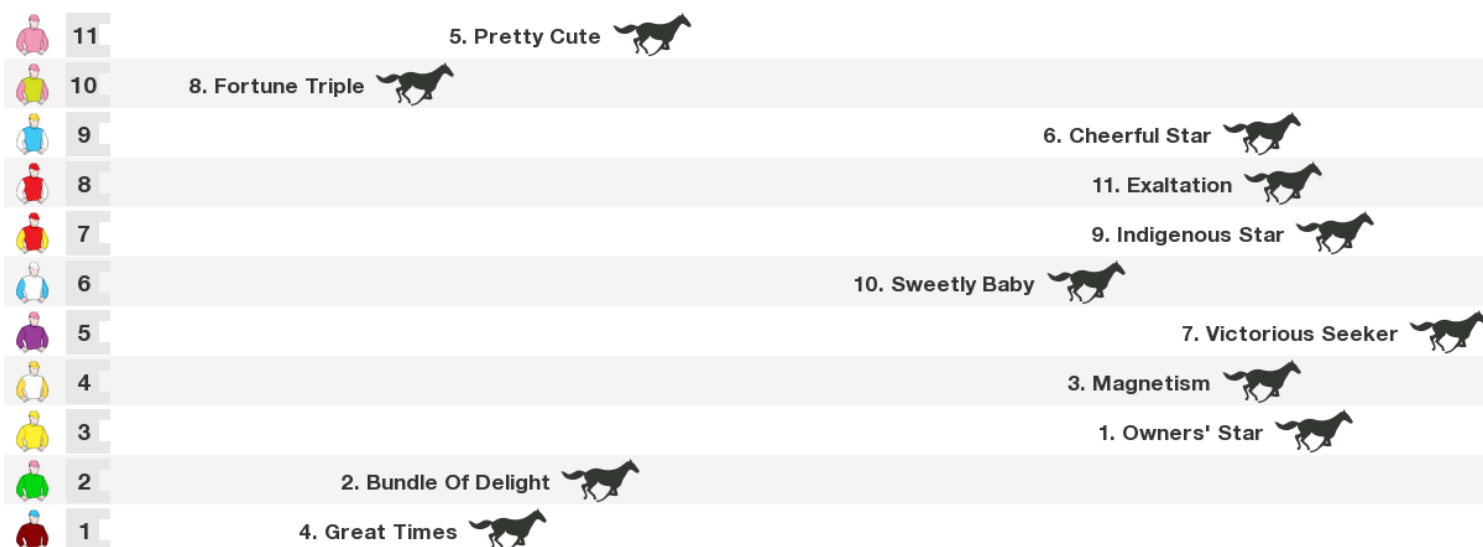 11 5. Pretty Cute
10 8. Fortune Triple
9 6. Cheerful Star
8 11. Exaltation
7 9. Indigenous Star
6 10. Sweetly Baby
5 7. Victorious Seeker
4 3. Magnetism
3 1. Owners' Star
2 2. Bundle Of Delight
1 4. Great Times